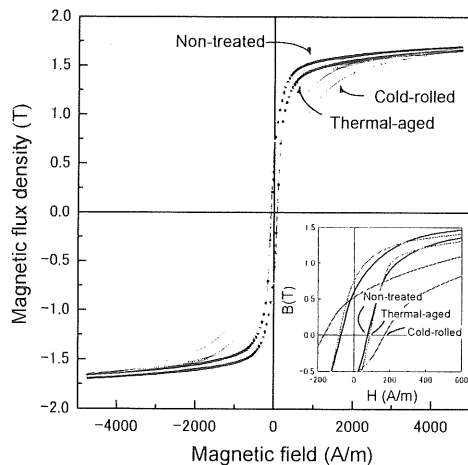 2.0
1.5
1.0
0.5
0.0
−0.5
−1.0
−1.5
−2.0
Magnetic flux density (T)
Non-treated
Cold-rolled
Thermal-aged
−4000
−2000
0
2000
4000
Magnetic field (A/m)
1.5
1.0
0.5
0.0
-0.5
B(T)
Non-treated
Thermal-aged
Cold-rolled
-200
0
200
400
600
H (A/m)